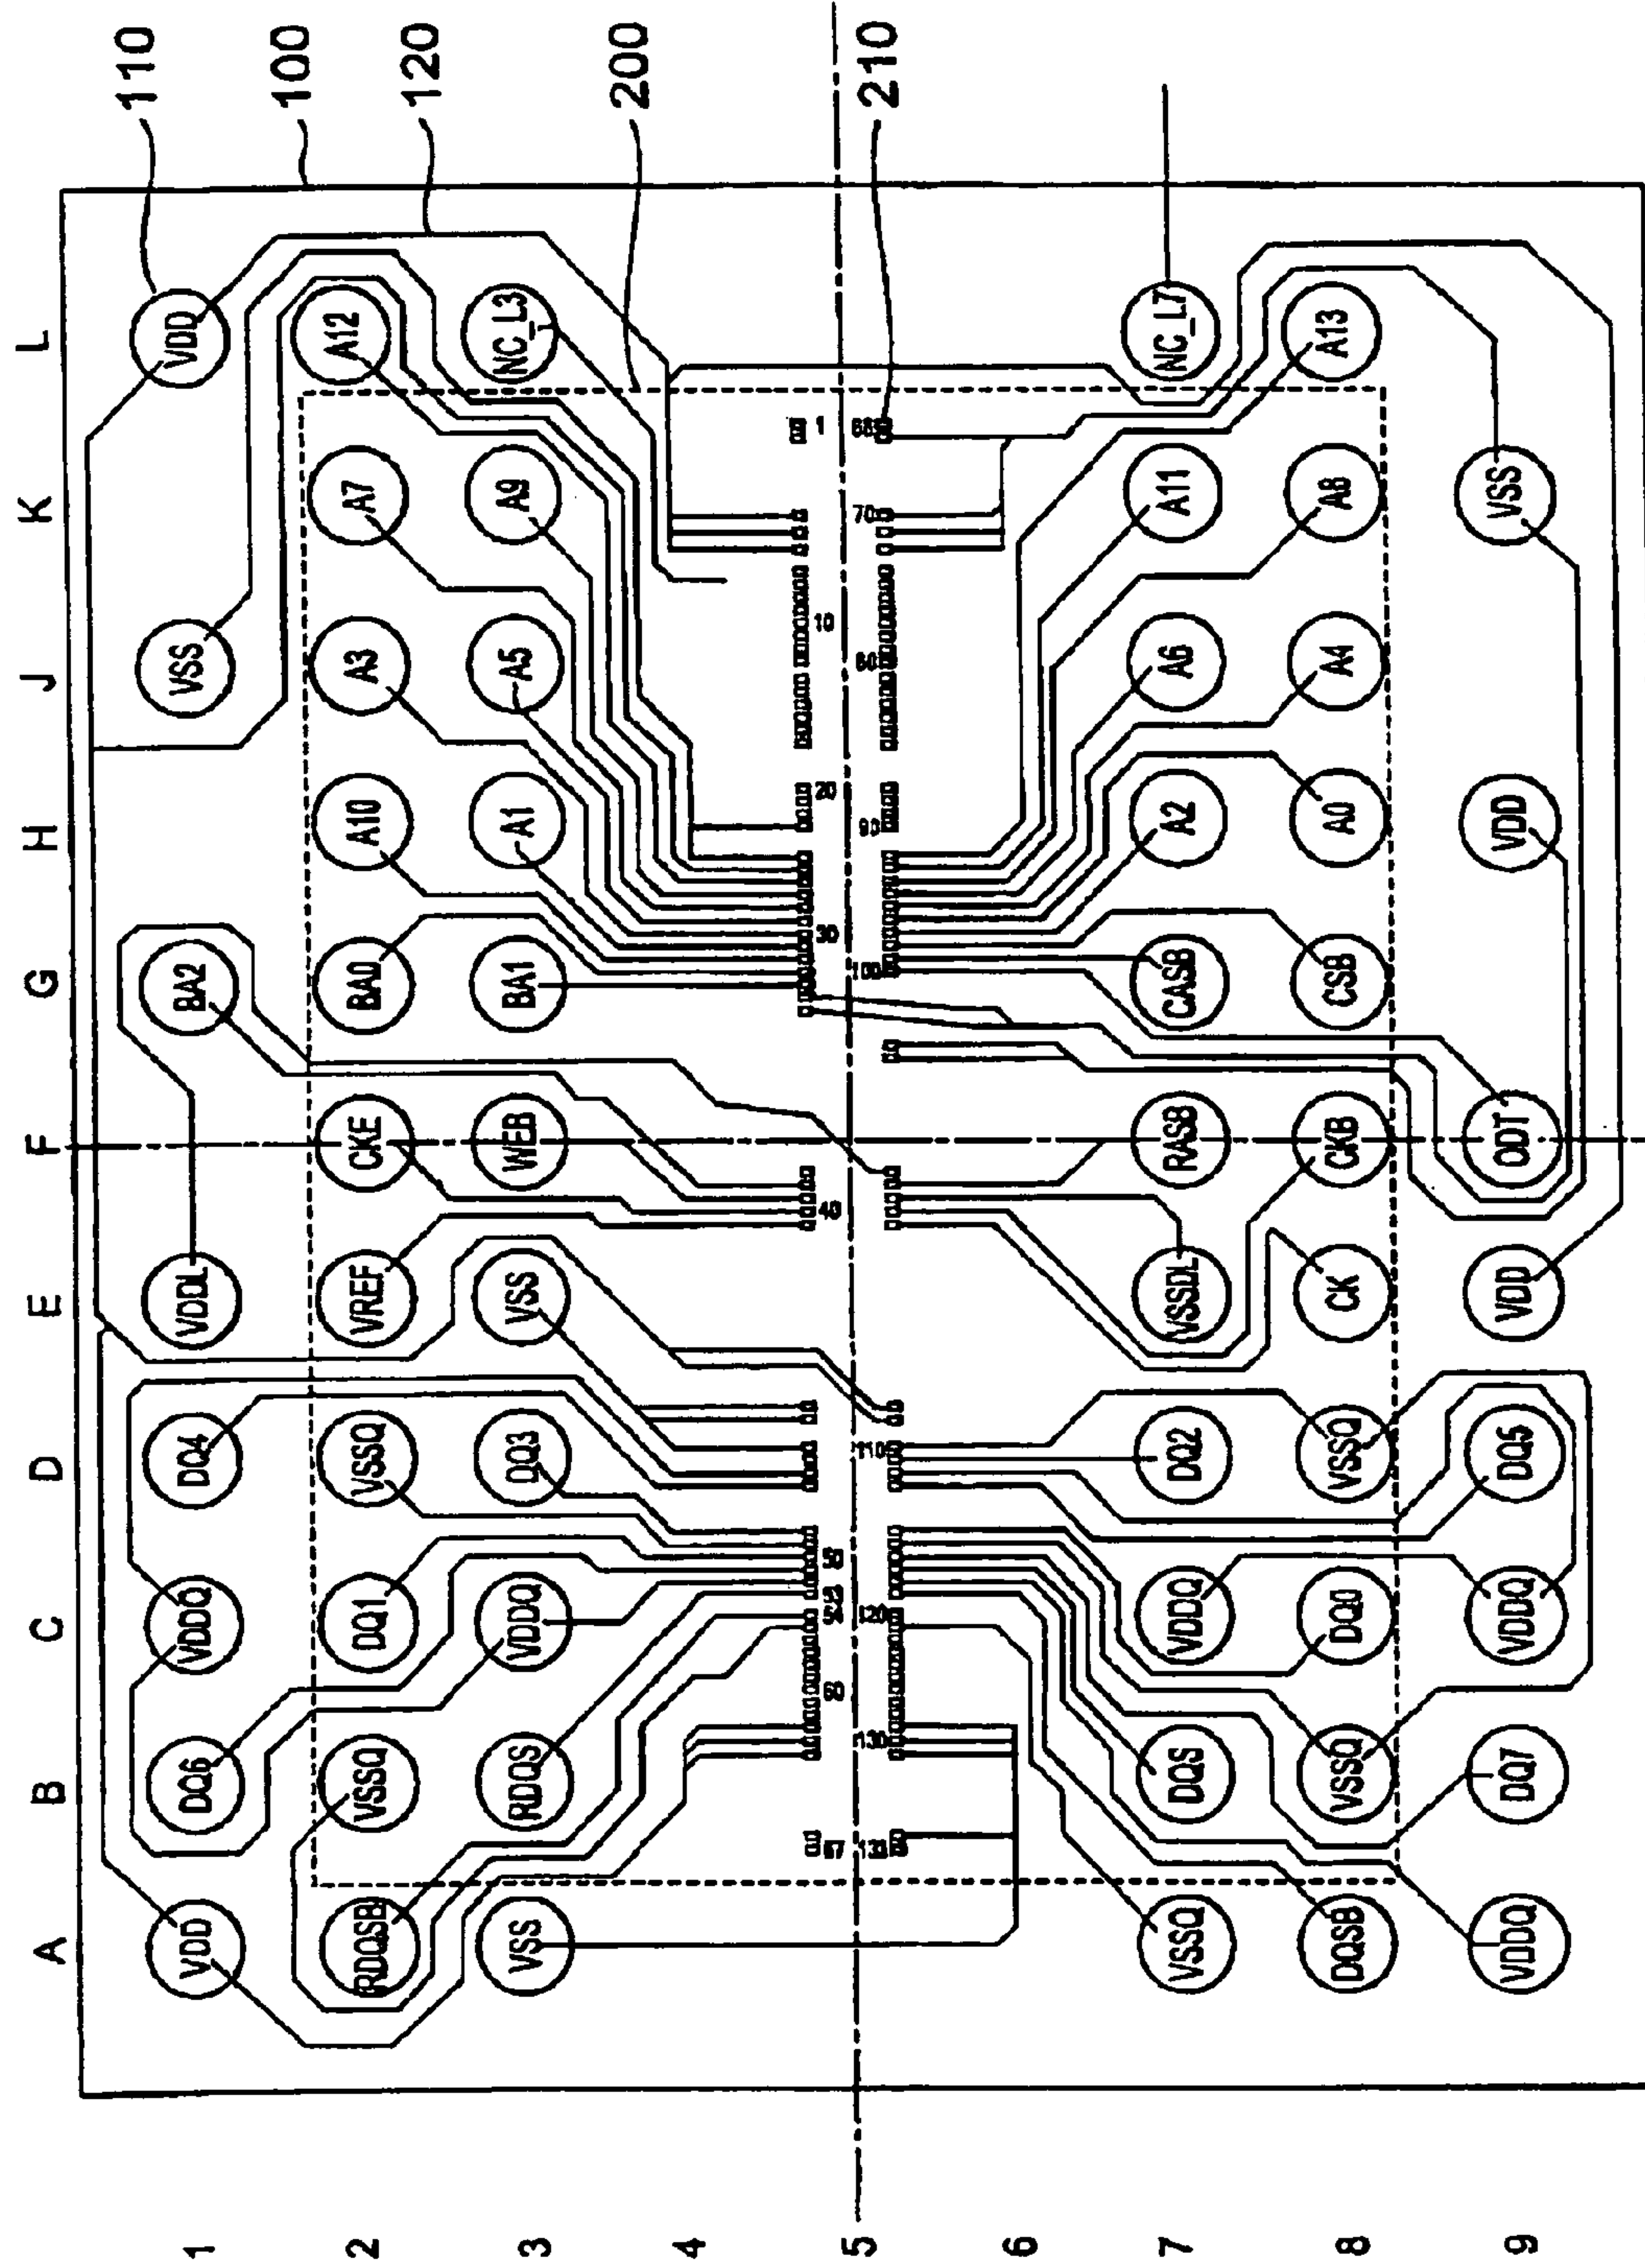 A B C D E F G H J K L
1 VDD DQ6 VDDQ DQ4 VDDL BA2 VSS VDD 110
100
2 RDQSB VSSQ DQ1 VSSQ VREF CKE BA0 A10 A3 A7 A12
120
3 VSS RDQS VDDQ DQ3 VSS WEB BA1 A1 A5 A9 NC_L3
200
4
67 60 54 53 50 40 30 20 10 1
5
133 130 120 110 100 70 68 210
6
7 VSSQ DQS VDDQ DQ2 VSSDL RASB CASB A2 A6 A11 NC_L7
8 DQSB VSSQ DQ0 VSSQ CK CKB CSB A0 A4 A8 A13
9 VDDQ DQ7 VDDQ DQ5 VDD ODT VDD VSS